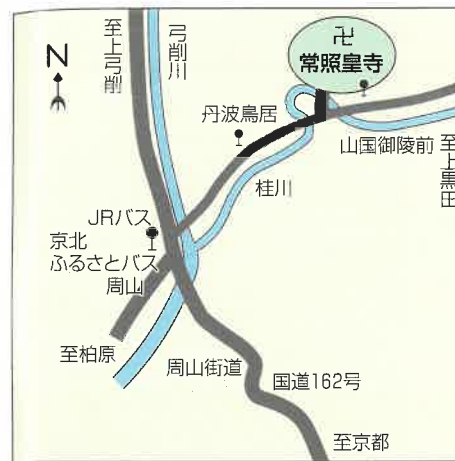 N
至上弓削
弓削川
卍
常照皇寺
丹波鳥居
山国御陵前
至上黒田
桂川
JRバス
京北
ふるさとバス
周山
至柏原
周山街道
国道162号
至京都